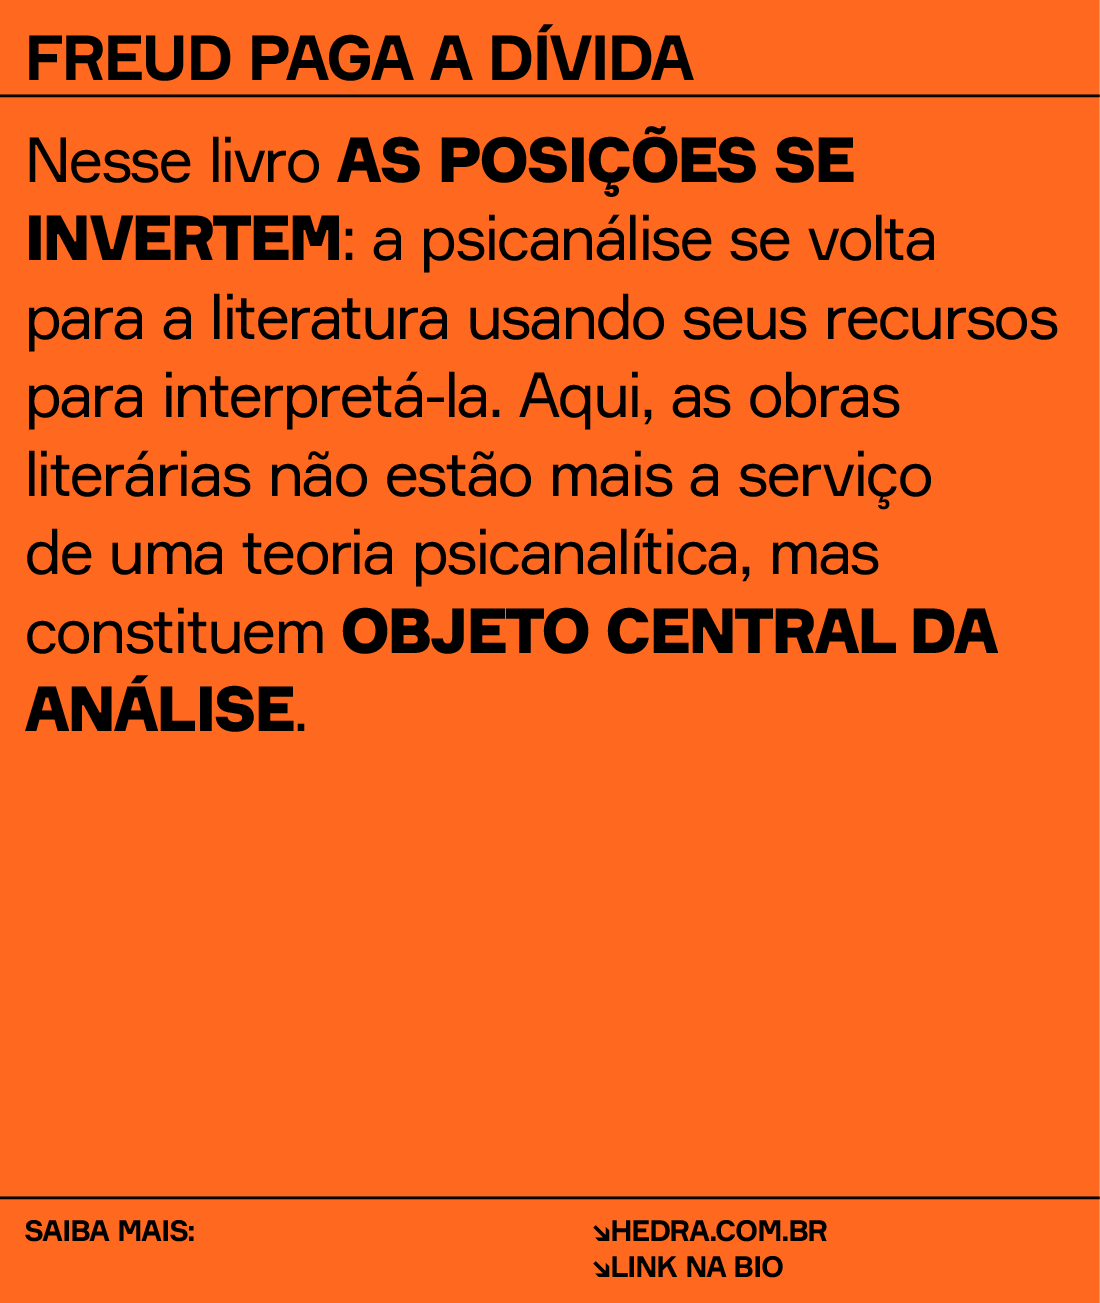 FREUD PAGA A DÍVIDA
Nesse livro AS POSIÇÕES SE
INVERTEM: a psicanálise se volta
para a literatura usando seus recursos
para interpretá-la. Aqui, as obras
literárias não estão mais a serviço
de uma teoria psicanalítica, mas
constituem OBJETO CENTRAL DA
ANÁLISE.
SAIBA MAIS:
↘HEDRA.COM.BR
↘LINK NA BIO